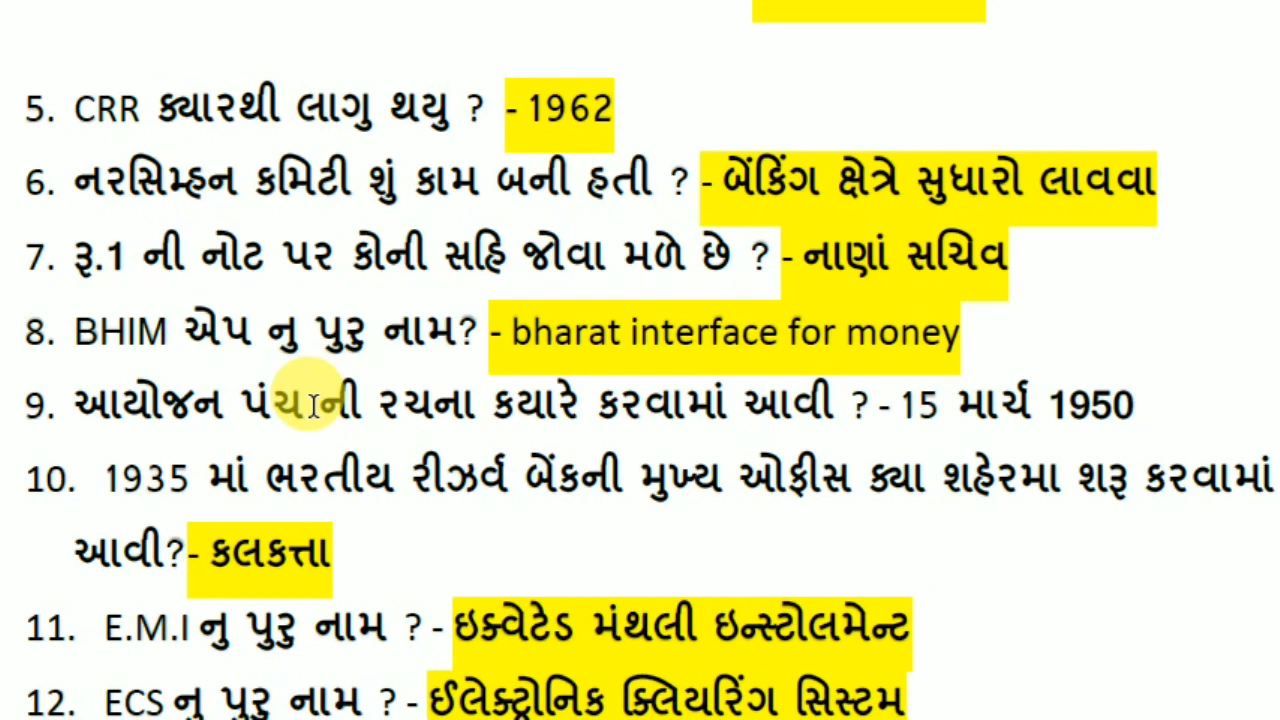 5. CRR ક્યારથી લાગુ થયુ ? - 1962
6. નરસિમ્હન કમિટી શું કામ બની હતી ? - બેંકિંગ ક્ષેત્રે સુધારો લાવવા
7. રૂ.1 ની નોટ પર કોની સહિ જોવા મળે છે ? - નાણાં સચિવ
8. BHIM એપ નુ પુરુ નામ? - bharat interface for money
9. આયોજન પંચની રચના કયારે કરવામાં આવી ? - 15 માર્ચ 1950
10. 1935 માં ભરતીય રીઝર્વ બેંકની મુખ્ય ઓફીસ ક્યા શહેરમા શરૂ કરવામાં
આવી?- કલકત્તા
11. E.M.I નુ પુરુ નામ ? - ઇક્વેટેડ મંથલી ઇન્સ્ટોલમેન્ટ
12. ECS નુ પુરુ નામ ? - ઈલેક્ટ્રોનિક ક્લિયરિંગ સિસ્ટમ